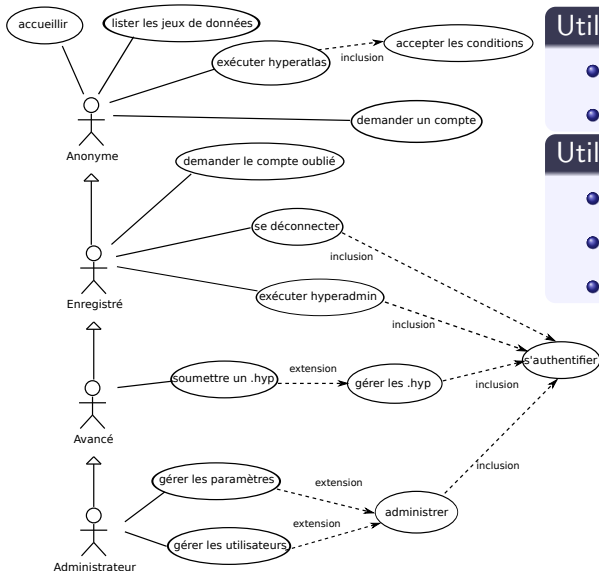 accueillir
lister les jeux de données
exécuter hyperatlas
inclusion
accepter les conditions
demander un compte
Anonyme
demander le compte oublié
se déconnecter
inclusion
Enregistré
exécuter hyperadmin
inclusion
s'authentifier
soumettre un .hyp
extension
gérer les .hyp
inclusion
Avancé
gérer les paramètres
extension
inclusion
administrer
extension
gérer les utilisateurs
Administrateur
Util
Util